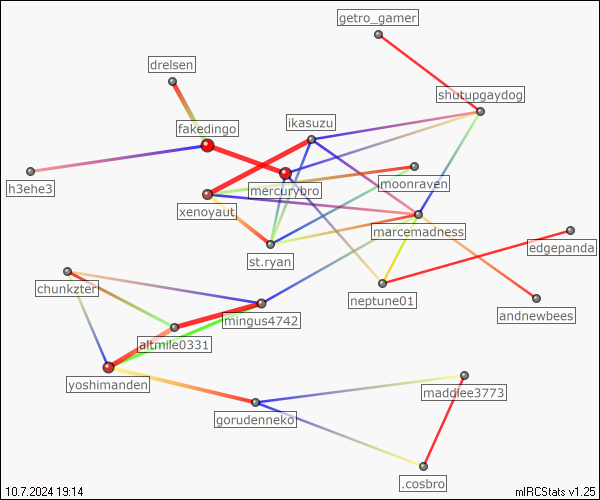 getro_gamer
drelsen
shutupgaydog
fakedingo
ikasuzu
h3ehe3
mercurybro
moonraven
xenoyaut
marcemadness
edgepanda
st.ryan
chunkzter
neptune01
mingus4742
andnewbees
altmile0331
yoshimanden
maddlee3773
gorudenneko
.cosbro
10.7.2024 19:14
mIRCStats v1.25